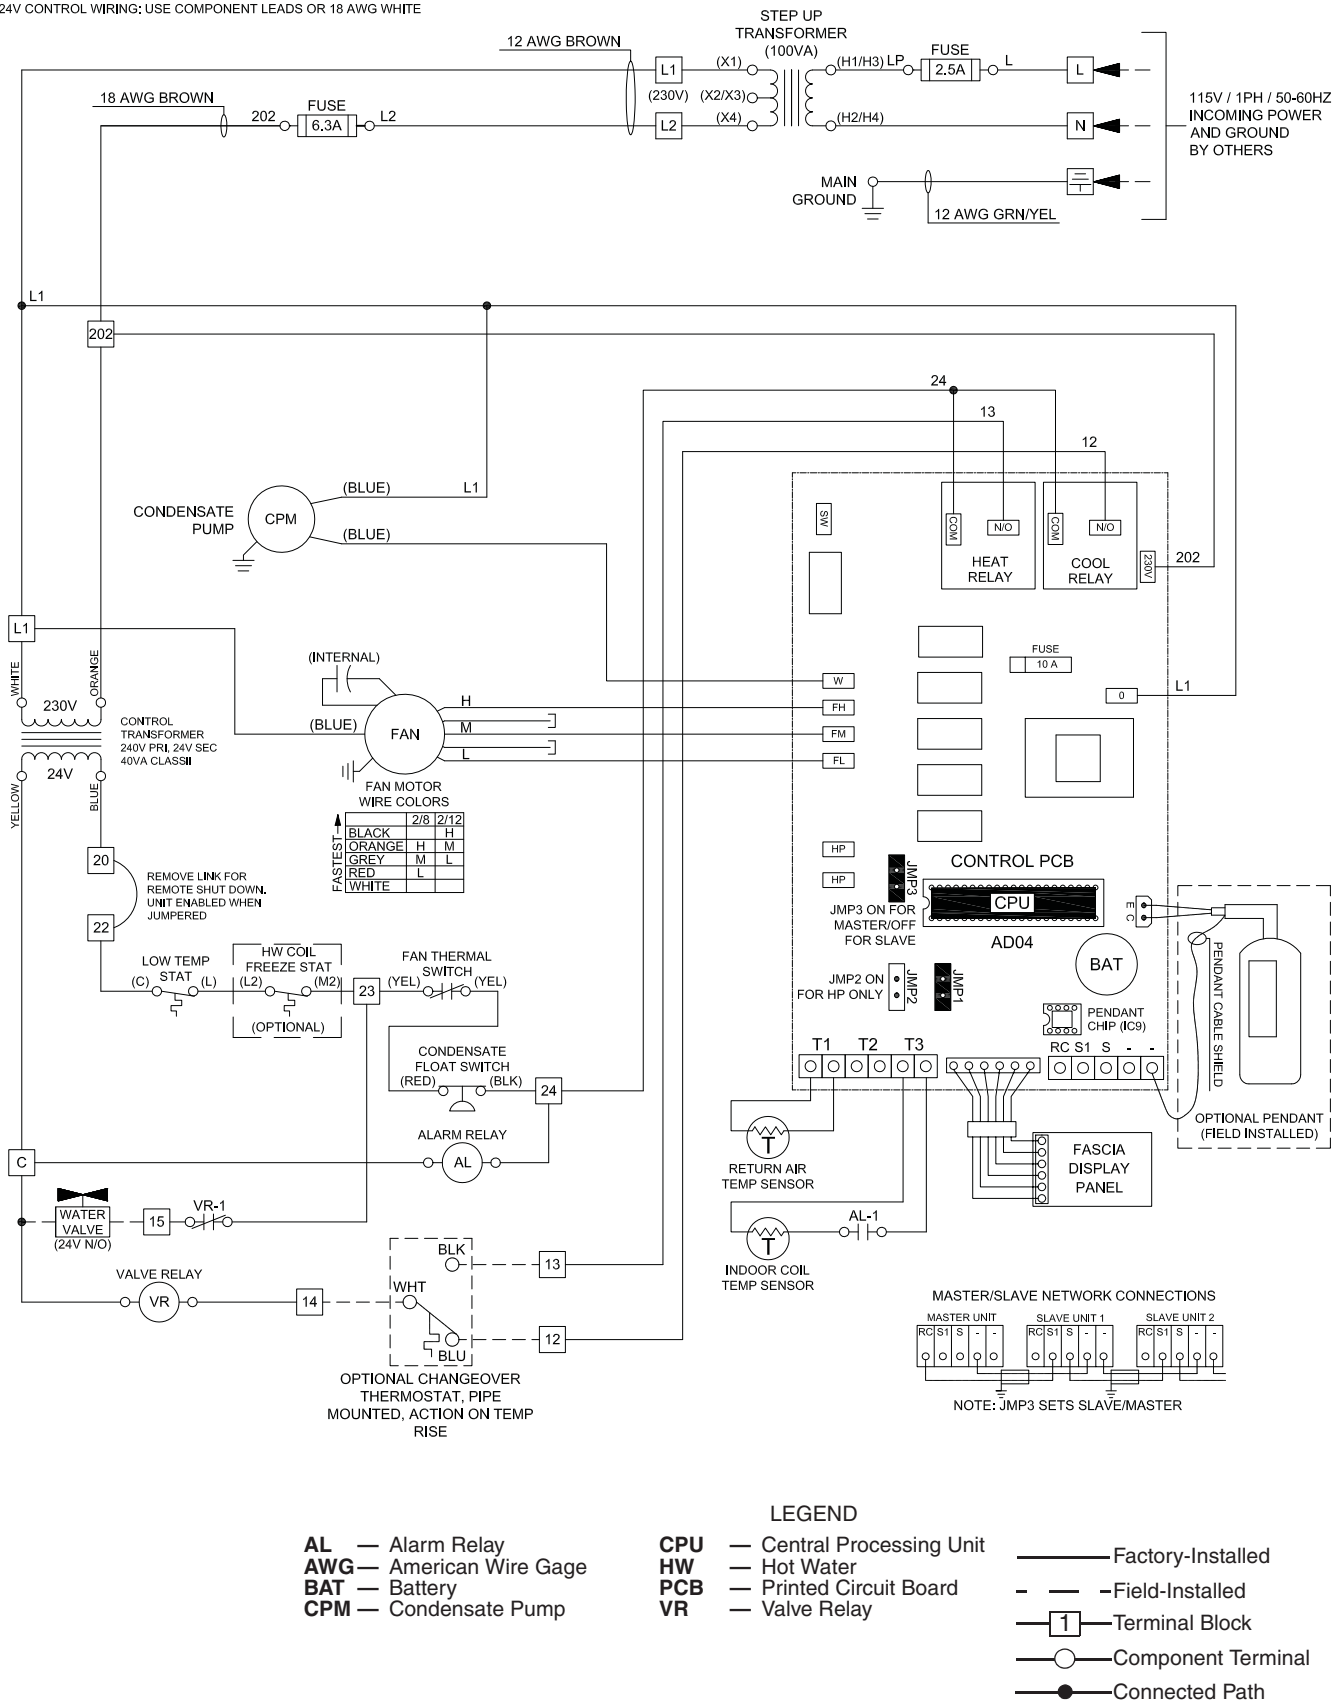 24V CONTROL WIRING: USE COMPONENT LEADS OR 18 AWG WHITE
STEP UP
TRANSFORMER
(100VA)
12 AWG BROWN
L1
(X1)
(H1/H3) LP
FUSE
2.5A
L
L
18 AWG BROWN
(230V)
(X2/X3)
202
FUSE
6.3A
L2
L2
(X4)
(H2/H4)
N
115V / 1PH / 50-60HZ
INCOMING POWER
AND GROUND
BY OTHERS
MAIN
GROUND
12 AWG GRN/YEL
L1
202
24
13
12
CONDENSATE
PUMP
CPM
(BLUE)
L1
(BLUE)
SW
COM
N/O
HEAT
RELAY
COM
N/O
COOL
RELAY
230V
202
L1
WHITE
ORANGE
230V
24V
YELLOW
BLUE
CONTROL
TRANSFORMER
240V PRI, 24V SEC
40VA CLASSII
(INTERNAL)
(BLUE)
FAN
H
M
L
W
FH
FM
FL
FUSE
10 A
0
L1
FAN MOTOR
WIRE COLORS
FASTEST
2/8 2/12
BLACK H
ORANGE H M
GREY M L
RED L
WHITE
20
22
REMOVE LINK FOR
REMOTE SHUT DOWN.
UNIT ENABLED WHEN
JUMPERED
HP
HP
JMP3
JMP3 ON FOR
MASTER/OFF
FOR SLAVE
CONTROL PCB
CPU
AD04
E
C
BAT
JMP2 ON
FOR HP ONLY
JMP2
JMP1
PENDANT
CHIP (IC9)
PENDANT CABLE SHIELD
OPTIONAL PENDANT
(FIELD INSTALLED)
LOW TEMP
STAT
(C)
(L)
HW COIL
FREEZE STAT
(L2)
(M2)
(OPTIONAL)
23
FAN THERMAL
SWITCH
(YEL)
(YEL)
T1
T2
T3
RC S1 S - -
CONDENSATE
FLOAT SWITCH
(RED)
(BLK)
24
ALARM RELAY
AL
C
RETURN AIR
TEMP SENSOR
T
FASCIA
DISPLAY
PANEL
WATER
VALVE
(24V N/O)
15
VR-1
AL-1
T
INDOOR COIL
TEMP SENSOR
VALVE RELAY
VR
14
BLK
WHT
BLU
13
12
OPTIONAL CHANGEOVER
THERMOSTAT, PIPE
MOUNTED, ACTION ON TEMP
RISE
MASTER/SLAVE NETWORK CONNECTIONS
MASTER UNIT
RC S1 S - -
SLAVE UNIT 1
RC S1 S - -
SLAVE UNIT 2
RC S1 S - -
NOTE: JMP3 SETS SLAVE/MASTER
LEGEND
AL — Alarm Relay
AWG — American Wire Gage
BAT — Battery
CPM — Condensate Pump
CPU — Central Processing Unit
HW — Hot Water
PCB — Printed Circuit Board
VR — Valve Relay
Factory-Installed
Field-Installed
1 Terminal Block
Component Terminal
Connected Path